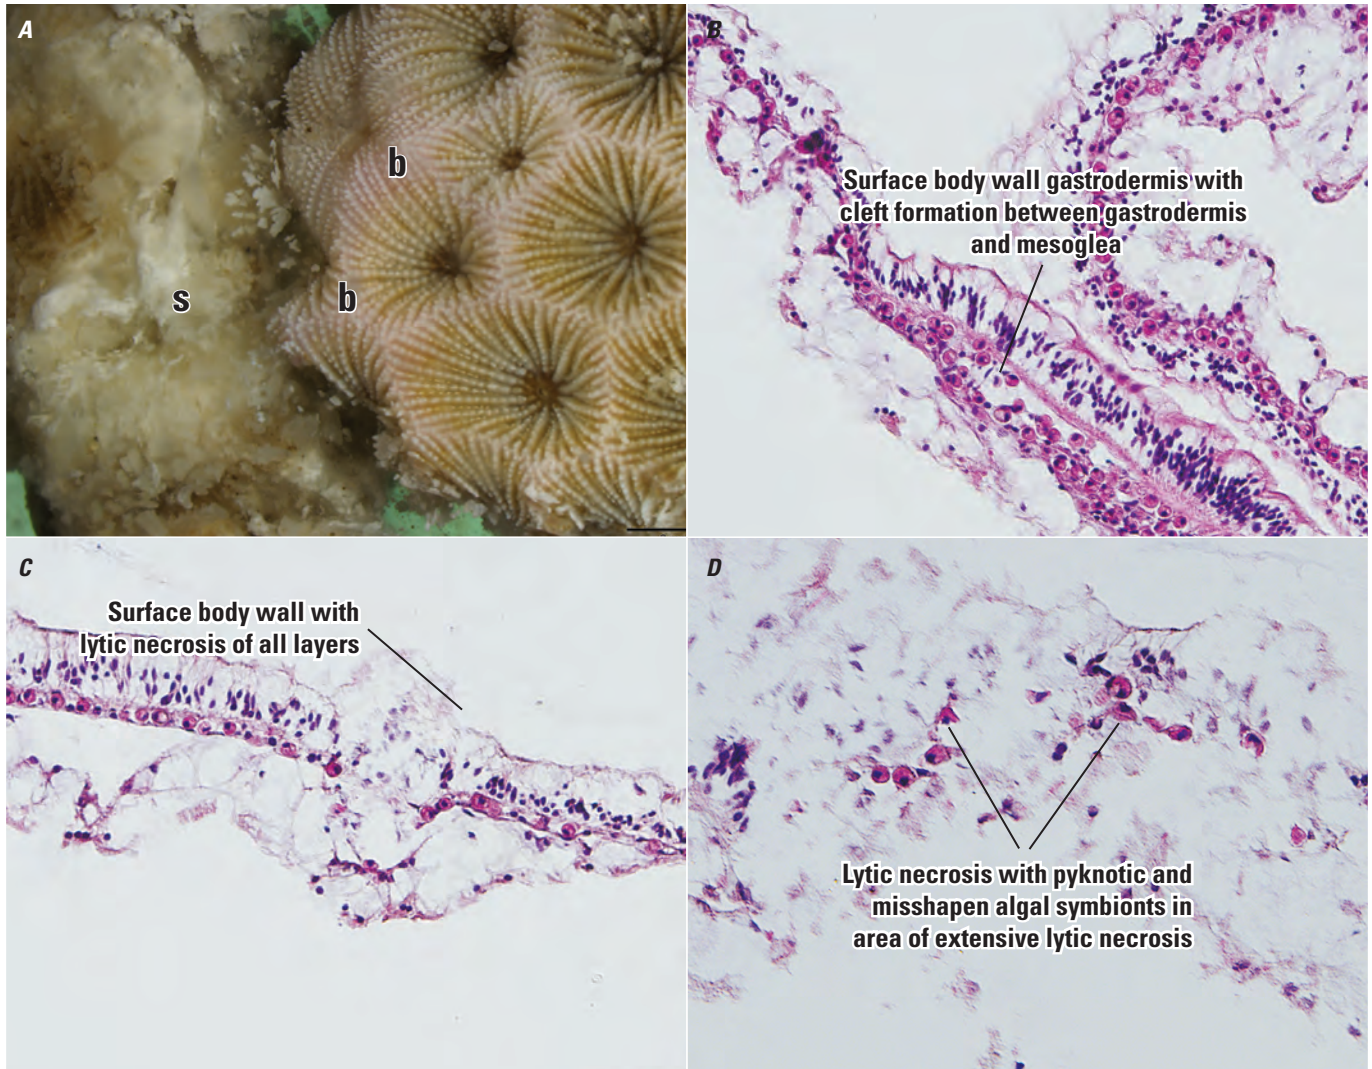 A
b
b
s
B
Surface body wall gastrodermis with
cleft formation between gastrodermis
and mesoglea
C
Surface body wall with
lytic necrosis of all layers
D
Lytic necrosis with pyknotic and
misshapen algal symbionts in
area of extensive lytic necrosis